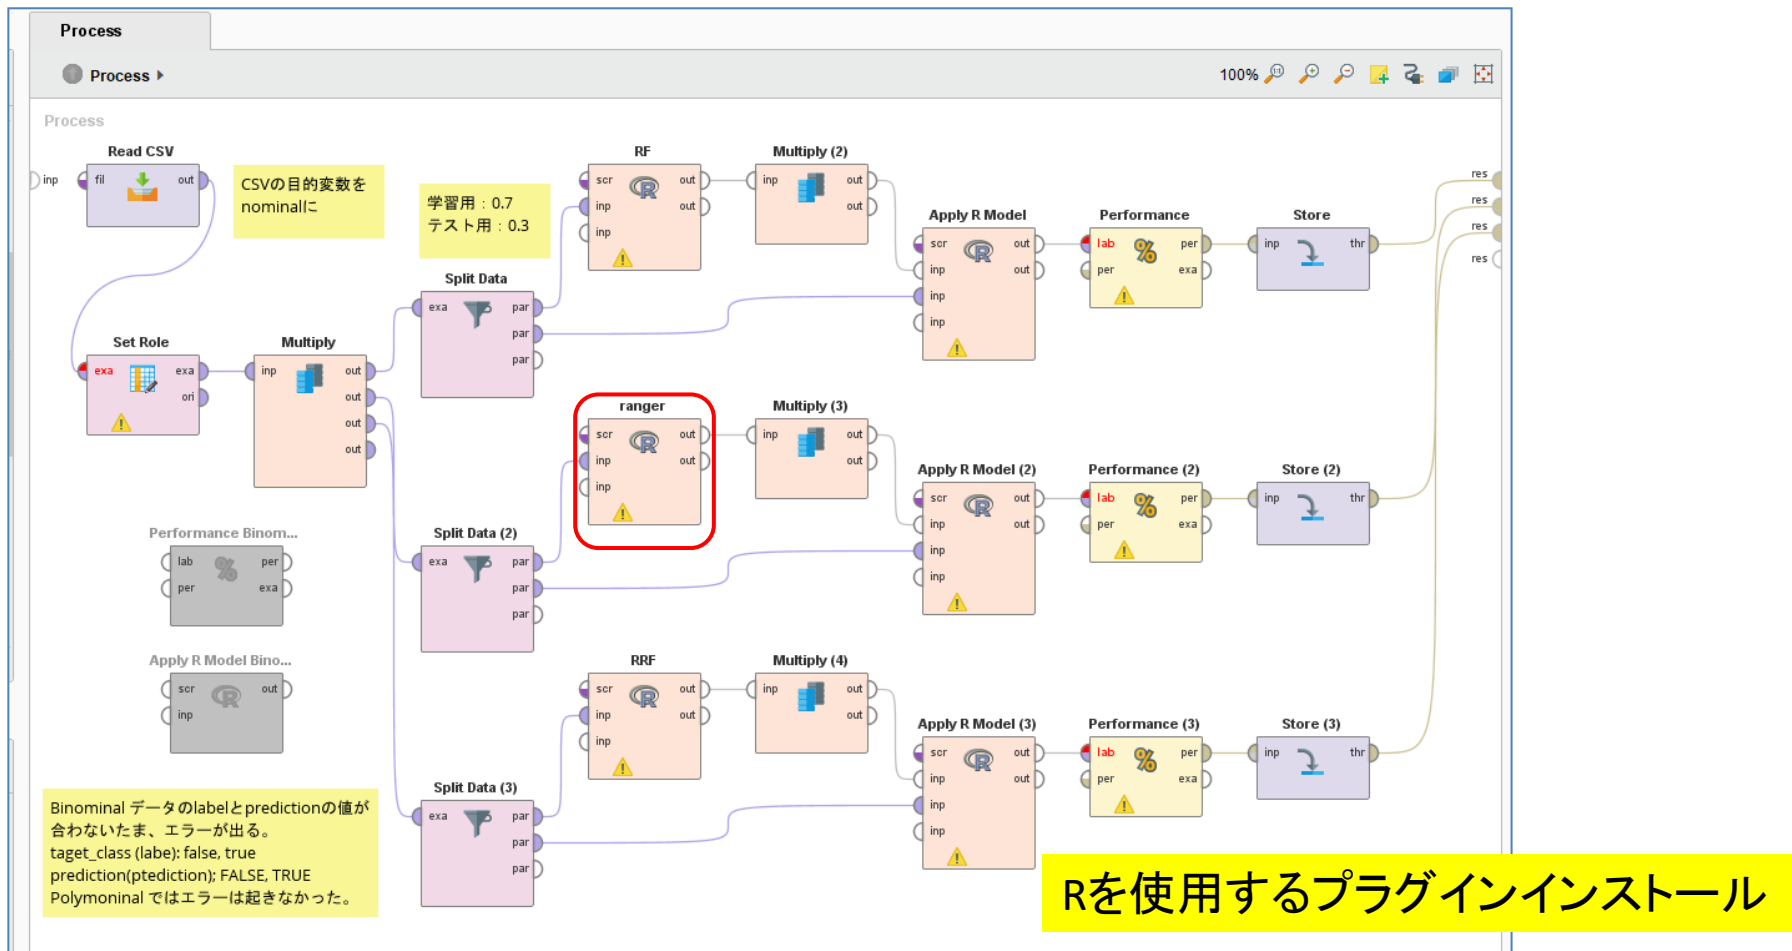 Process
Process
100%
Process
Read CSV
inp
fil
out
CSVの目的変数を
nominalに
学習用：0.7
テスト用：0.3
RF
scr
out
inp
out
inp
Multiply (2)
inp
out
out
Apply R Model
scr
out
inp
out
inp
inp
Performance
lab
per
per
exa
Store
inp
thr
res
res
res
res
Split Data
exa
par
par
par
Set Role
exa
exa
ori
Multiply
inp
out
out
out
out
ranger
scr
out
inp
out
inp
Multiply (3)
inp
out
out
Apply R Model (2)
scr
out
inp
out
inp
inp
Performance (2)
lab
per
per
exa
Store (2)
inp
thr
Split Data (2)
exa
par
par
par
Performance Binom...
lab
per
per
exa
Apply R Model Bino...
scr
out
inp
RRF
scr
out
inp
out
inp
Multiply (4)
inp
out
out
Apply R Model (3)
scr
out
inp
out
inp
inp
Performance (3)
lab
per
per
exa
Store (3)
inp
thr
Split Data (3)
exa
par
par
par
Binominal データのlabelとpredictionの値が
合わないたま、エラーが出る。
taget_class (labe): false, true
prediction(ptediction); FALSE, TRUE
Polymoninal ではエラーは起きなかった。
Rを使用するプラグインインストール